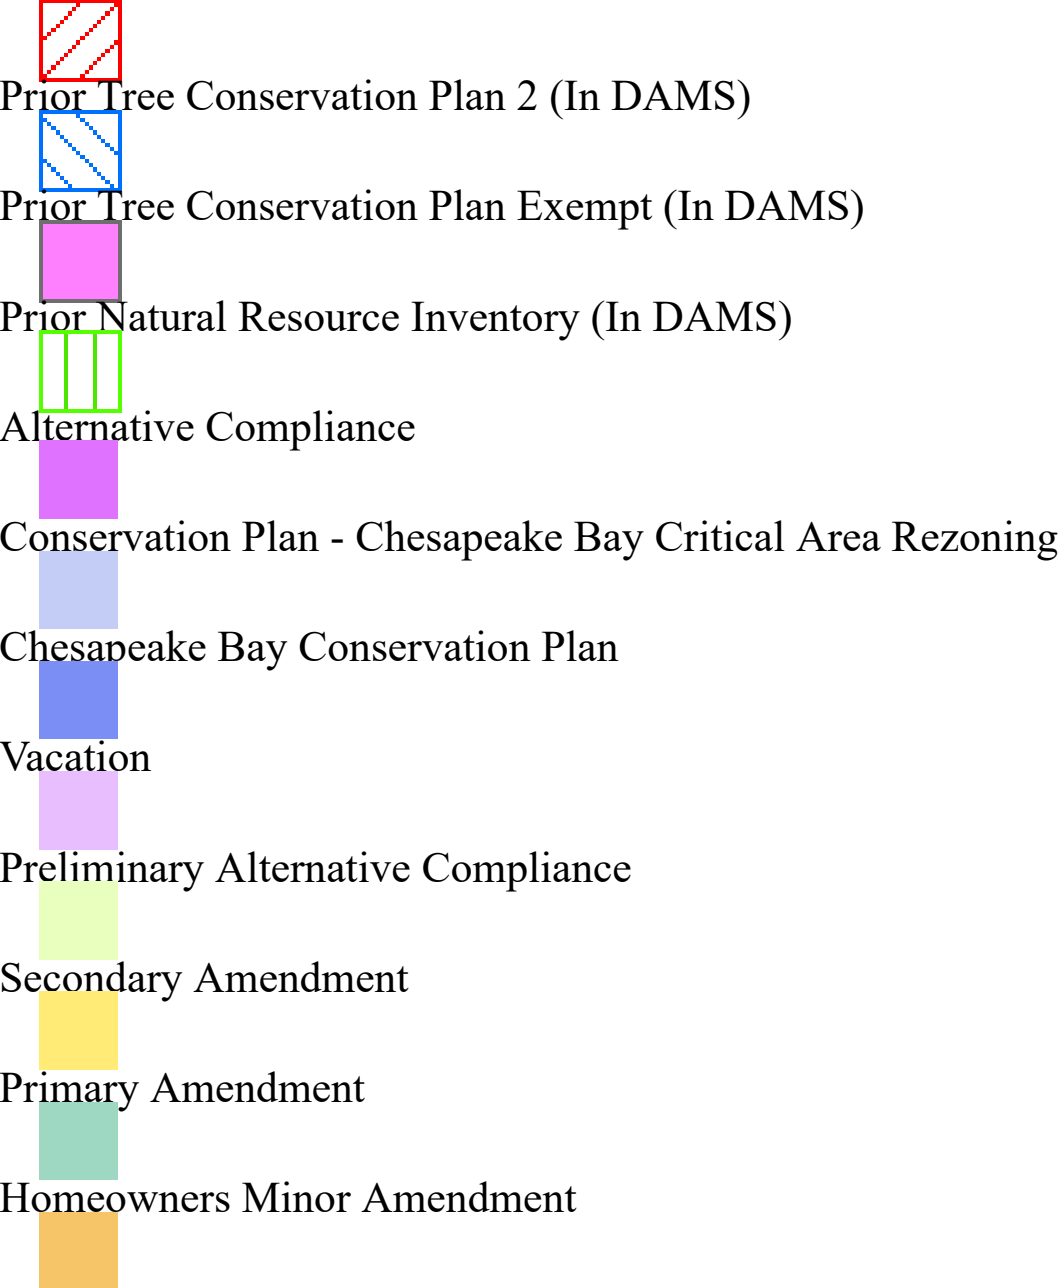 Prior Tree Conservation Plan 2 (In DAMS)
Prior Tree Conservation Plan Exempt (In DAMS)
Prior Natural Resource Inventory (In DAMS)
Alternative Compliance
Conservation Plan - Chesapeake Bay Critical Area Rezoning
Chesapeake Bay Conservation Plan
Vacation
Preliminary Alternative Compliance
Secondary Amendment
Primary Amendment
Homeowners Minor Amendment